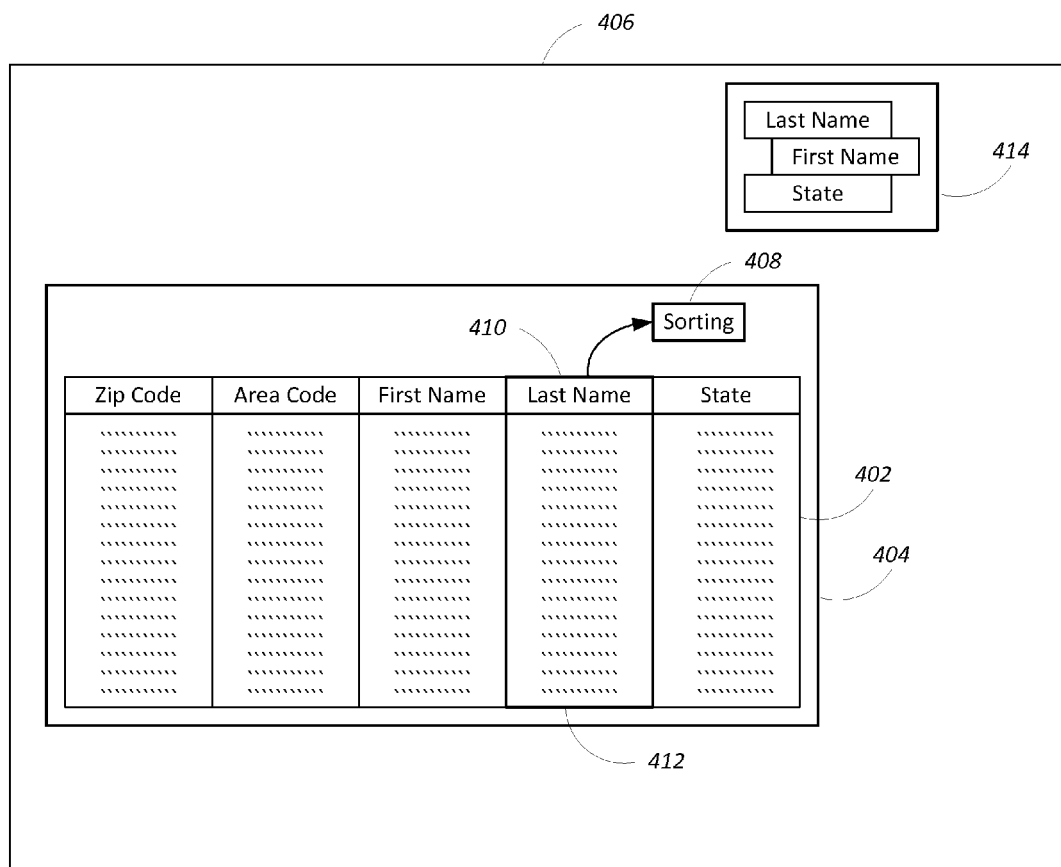 406
Last Name
First Name
414
State
408
410
Sorting
Zip Code Area Code First Name Last Name State
402
404
412